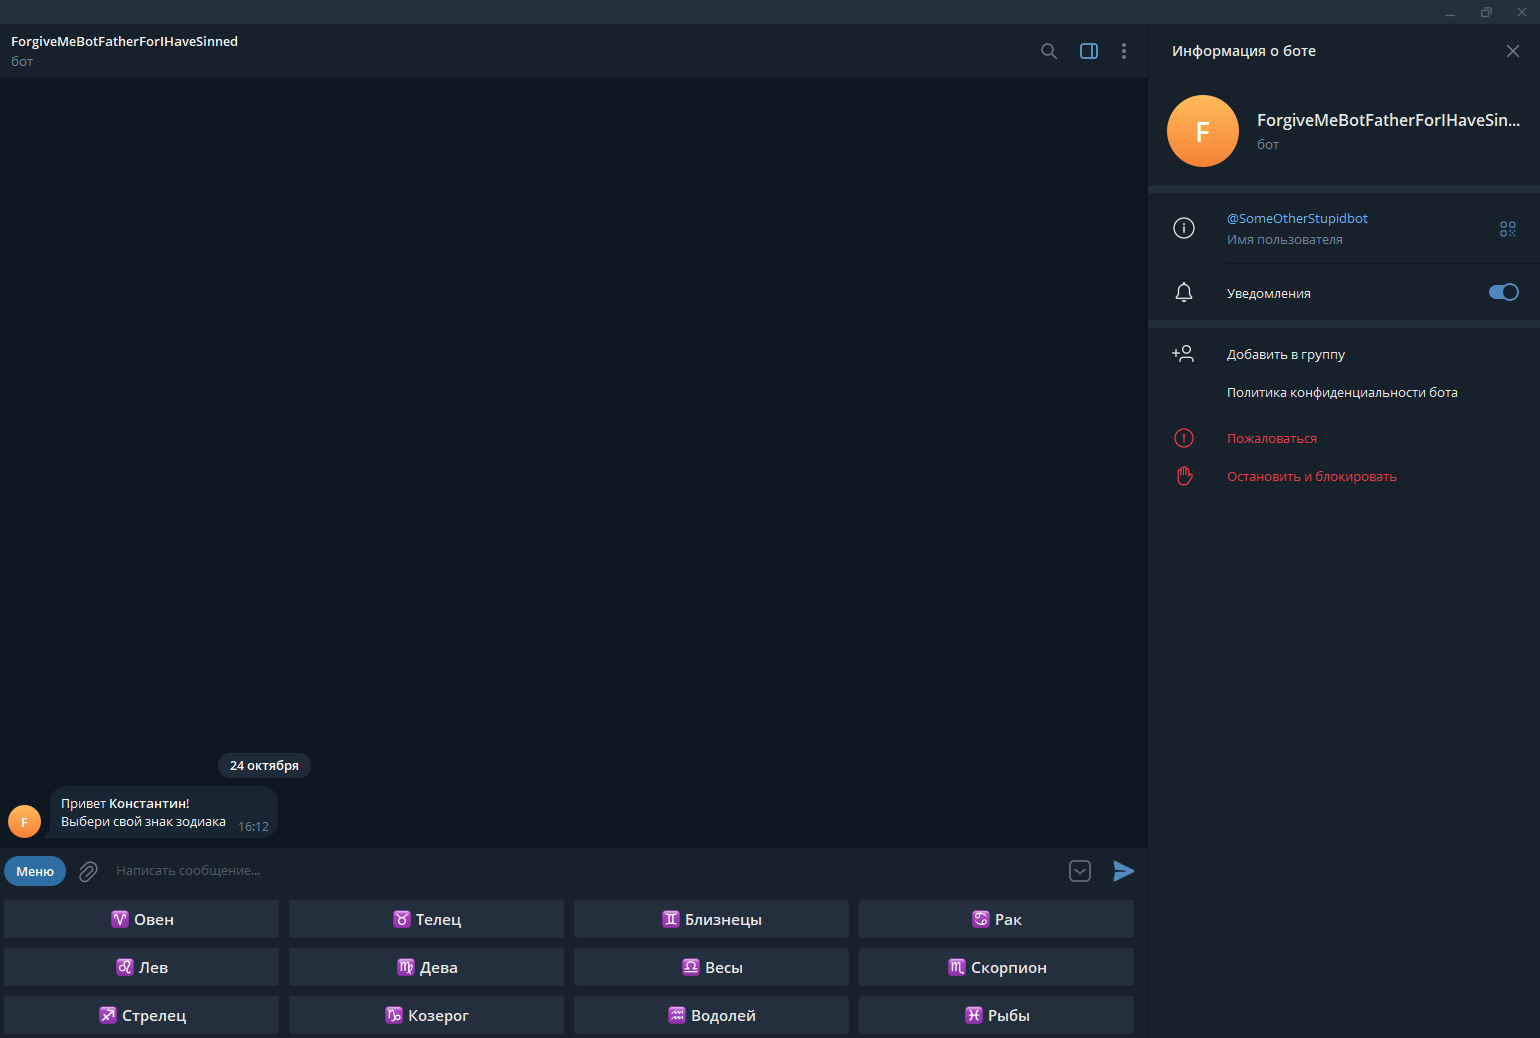 ForgiveMeBotFatherForIHaveSinned
бот
Информация о боте
F
ForgiveMeBotFatherForIHaveSin...
бот
@SomeOtherStupidbot
Имя пользователя
Уведомления
Добавить в группу
Политика конфиденциальности бота
Пожаловаться
Остановить и блокировать
24 октября
F
Привет Константин!
Выбери свой знак зодиака 16:12
Меню Написать сообщение...
♈ Овен ♉ Телец ♊ Близнецы ♋ Рак
♌ Лев ♍ Дева ♎ Весы ♏ Скорпион
♐ Стрелец ♑ Козерог ♒ Водолей ♓ Рыбы